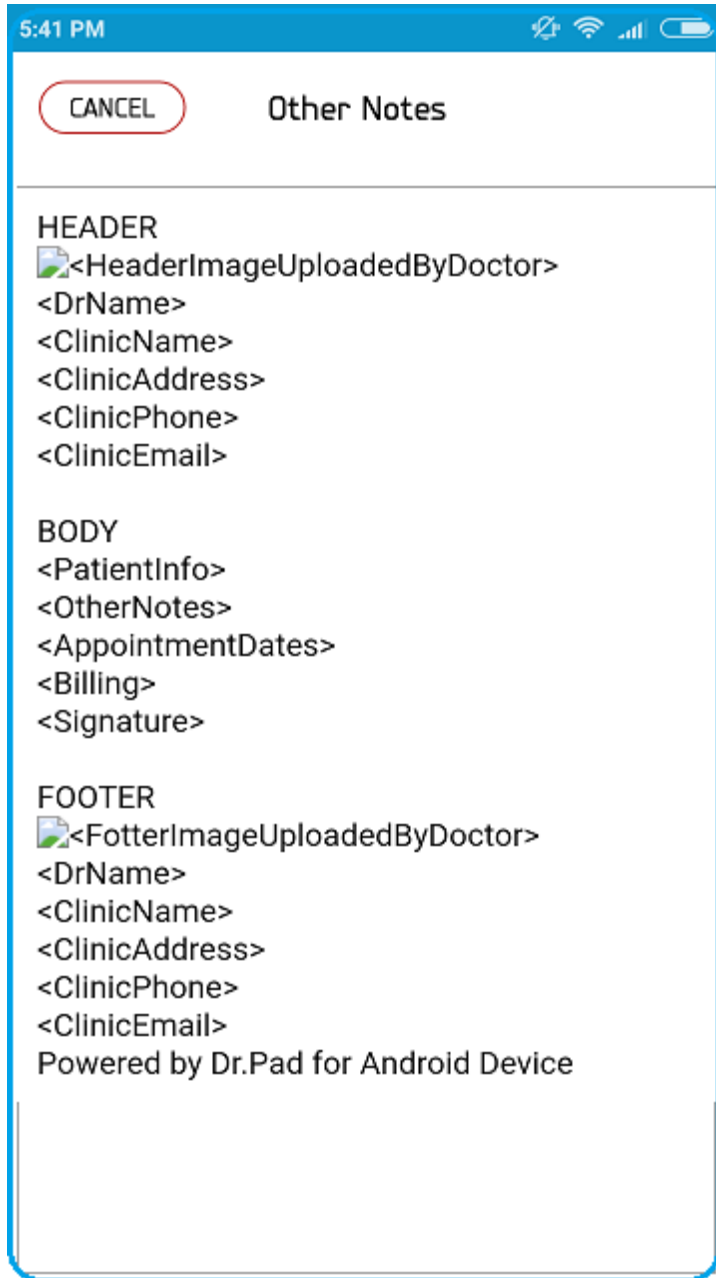 5:41 PM
CANCEL
Other Notes
HEADER
<HeaderImageUploadedByDoctor>
<DrName>
<ClinicName>
<ClinicAddress>
<ClinicPhone>
<ClinicEmail>
BODY
<PatientInfo>
<OtherNotes>
<AppointmentDates>
<Billing>
<Signature>
FOOTER
<FotterImageUploadedByDoctor>
<DrName>
<ClinicName>
<ClinicAddress>
<ClinicPhone>
<ClinicEmail>
Powered by Dr.Pad for Android Device